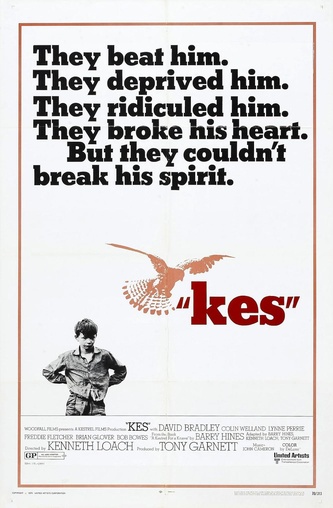 They beat him.
They deprived him.
They ridiculed him.
They broke his heart.
But they couldn't
break his spirit.
"kes"
WOODFALL FILMS presents A KESTREL FILMS Production "KES" with DAVID BRADLEY COLIN WELLAND LYNNE PERRIE
FREDDIE FLETCHER BRIAN GLOVER BOB BOWES From the Book "A Kestrel For a Knave" by BARRY HINES Adapted by BARRY HINES KENNETH LOACH, TONY GARNETT
Directed by KENNETH LOACH Produced by TONY GARNETT Music JOHN CAMERON COLOR by DeLuxe
GP
United Artists